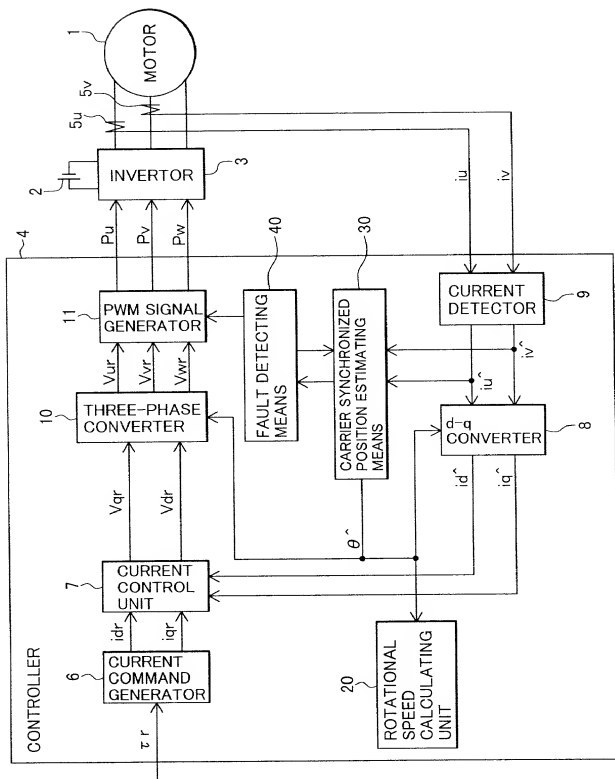 CONTROLLER
4
τr
6
CURRENT
COMMAND
GENERATOR
idr
iqr
7
CURRENT
CONTROL
UNIT
Vqr
Vdr
10
THREE-PHASE
CONVERTER
Vur
Vvr
Vwr
11
PWM SIGNAL
GENERATOR
Pu
Pv
Pw
2
INVERTOR
3
5u
5v
1
MOTOR
40
FAULT DETECTING
MEANS
30
CARRIER SYNCHRONIZED
POSITION ESTIMATING
MEANS
θ^
20
ROTATIONAL
SPEED
CALCULATING
UNIT
id^
iq^
d-q
CONVERTER
8
iu^
iv^
CURRENT
DETECTOR
9
iu
iv